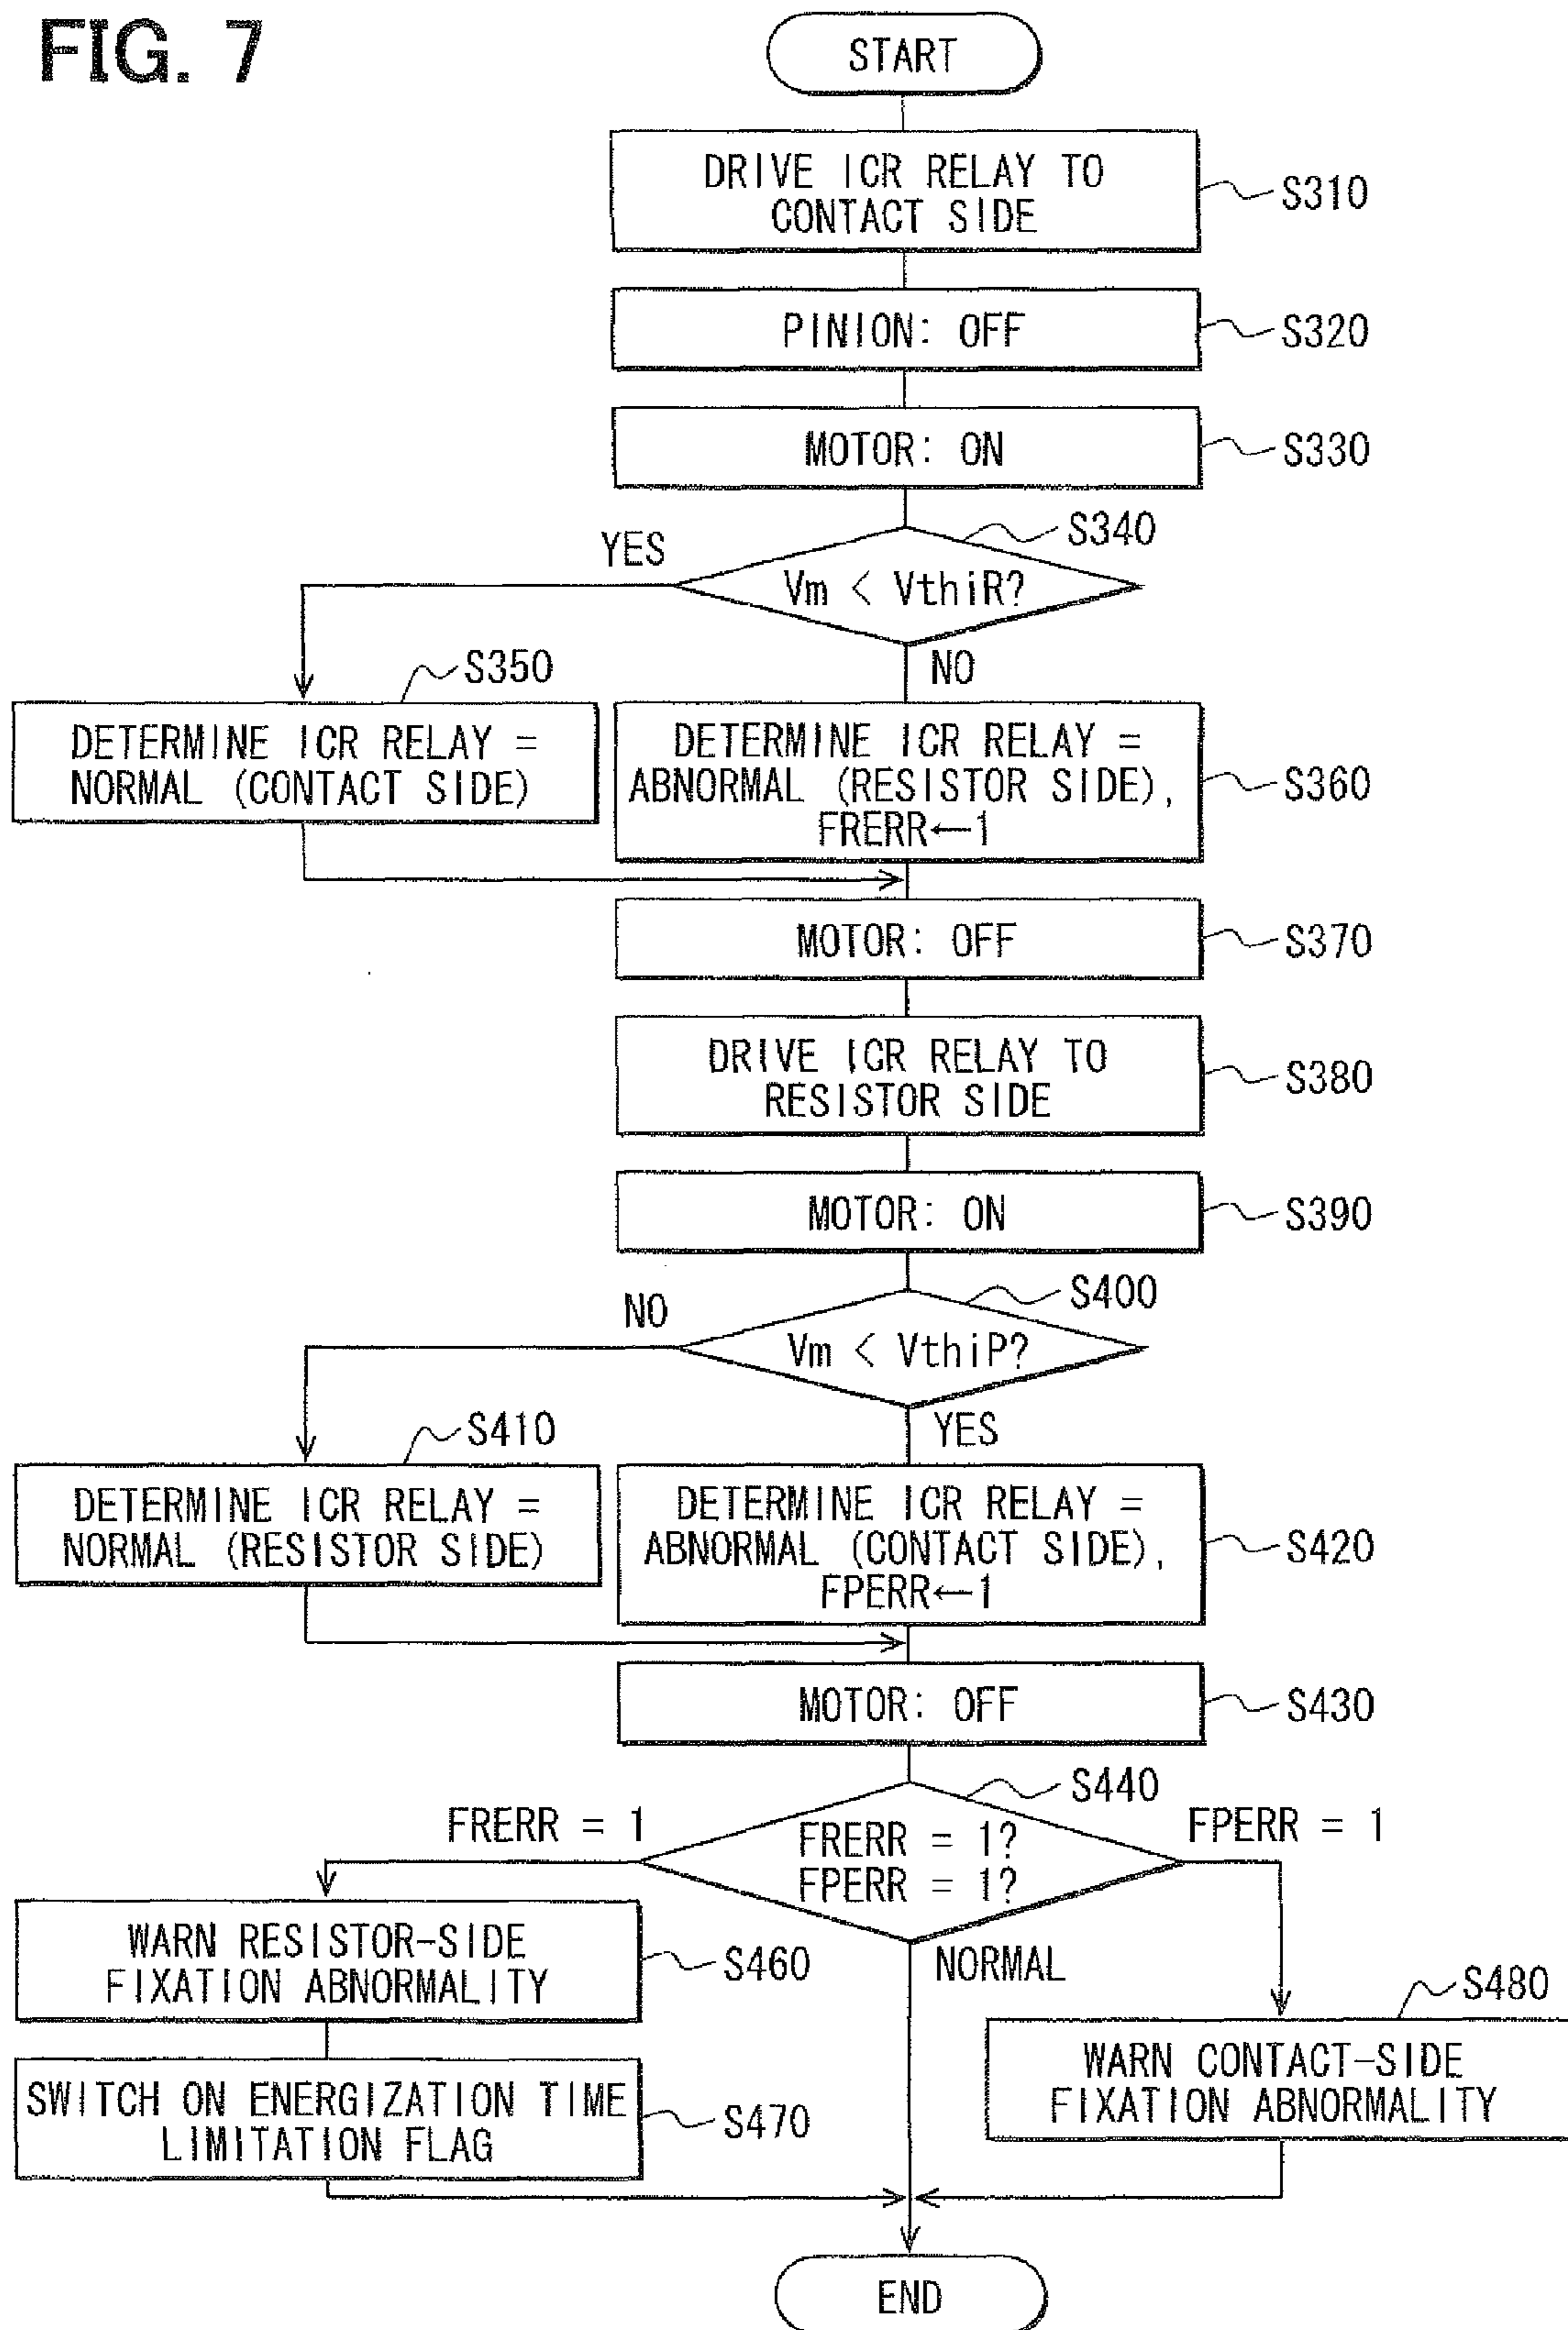 FIG. 7
START
DRIVE ICR RELAY TO
CONTACT SIDE
S310
PINION: OFF
S320
MOTOR: ON
S330
S340
YES
Vm < VthiR?
NO
S350
DETERMINE ICR RELAY =
NORMAL (CONTACT SIDE)
DETERMINE ICR RELAY =
ABNORMAL (RESISTOR SIDE),
FRERR←1
S360
MOTOR: OFF
S370
DRIVE ICR RELAY TO
RESISTOR SIDE
S380
MOTOR: ON
S390
S400
NO
Vm < VthiP?
YES
S410
DETERMINE ICR RELAY =
NORMAL (RESISTOR SIDE)
DETERMINE ICR RELAY =
ABNORMAL (CONTACT SIDE),
FPERR←1
S420
MOTOR: OFF
S430
S440
FRERR = 1
FRERR = 1?
FPERR = 1?
FPERR = 1
WARN RESISTOR-SIDE
FIXATION ABNORMALITY
S460
NORMAL
S480
SWITCH ON ENERGIZATION TIME
LIMITATION FLAG
S470
WARN CONTACT-SIDE
FIXATION ABNORMALITY
END